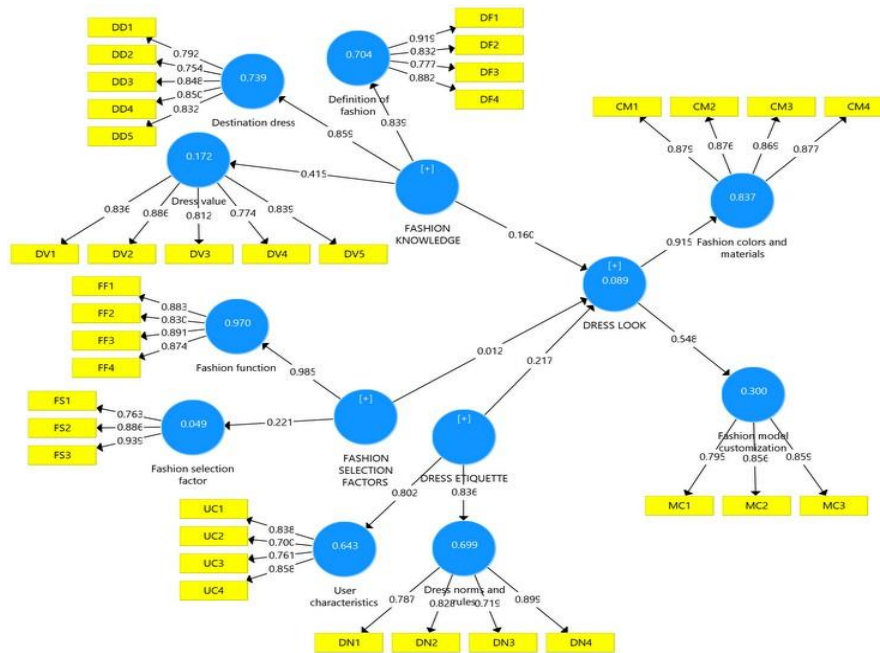 DD1
DD2
DD3
DD4
DD5
0.792
0.754
0.848
0.850
0.832
0.739
Destination dress
0.704
Definition of
fashion
0.919
0.832
0.777
0.882
DF1
DF2
DF3
DF4
0.859
0.839
0.172
Dress value
0.415
[+]
FASHION
KNOWLEDGE
0.836
0.886
0.812
0.774
0.839
DV1
DV2
DV3
DV4
DV5
CM1
CM2
CM3
CM4
0.879
0.876
0.869
0.877
0.837
Fashion colors and
materials
0.160
0.915
[+]
0.089
DRESS LOOK
FF1
FF2
FF3
FF4
0.883
0.830
0.891
0.874
0.970
Fashion function
0.985
0.012
0.217
0.548
FS1
FS2
FS3
0.763
0.886
0.939
0.049
Fashion selection
factor
0.221
[+]
FASHION
SELECTION
FACTORS
[+]
DRESS ETIQUETTE
0.300
Fashion model
customization
0.795
0.856
0.859
MC1
MC2
MC3
0.802
0.836
UC1
UC2
UC3
UC4
0.838
0.700
0.761
0.858
0.643
User
characteristics
0.699
Dress norms and
rules
0.787
0.828
0.719
0.899
DN1
DN2
DN3
DN4